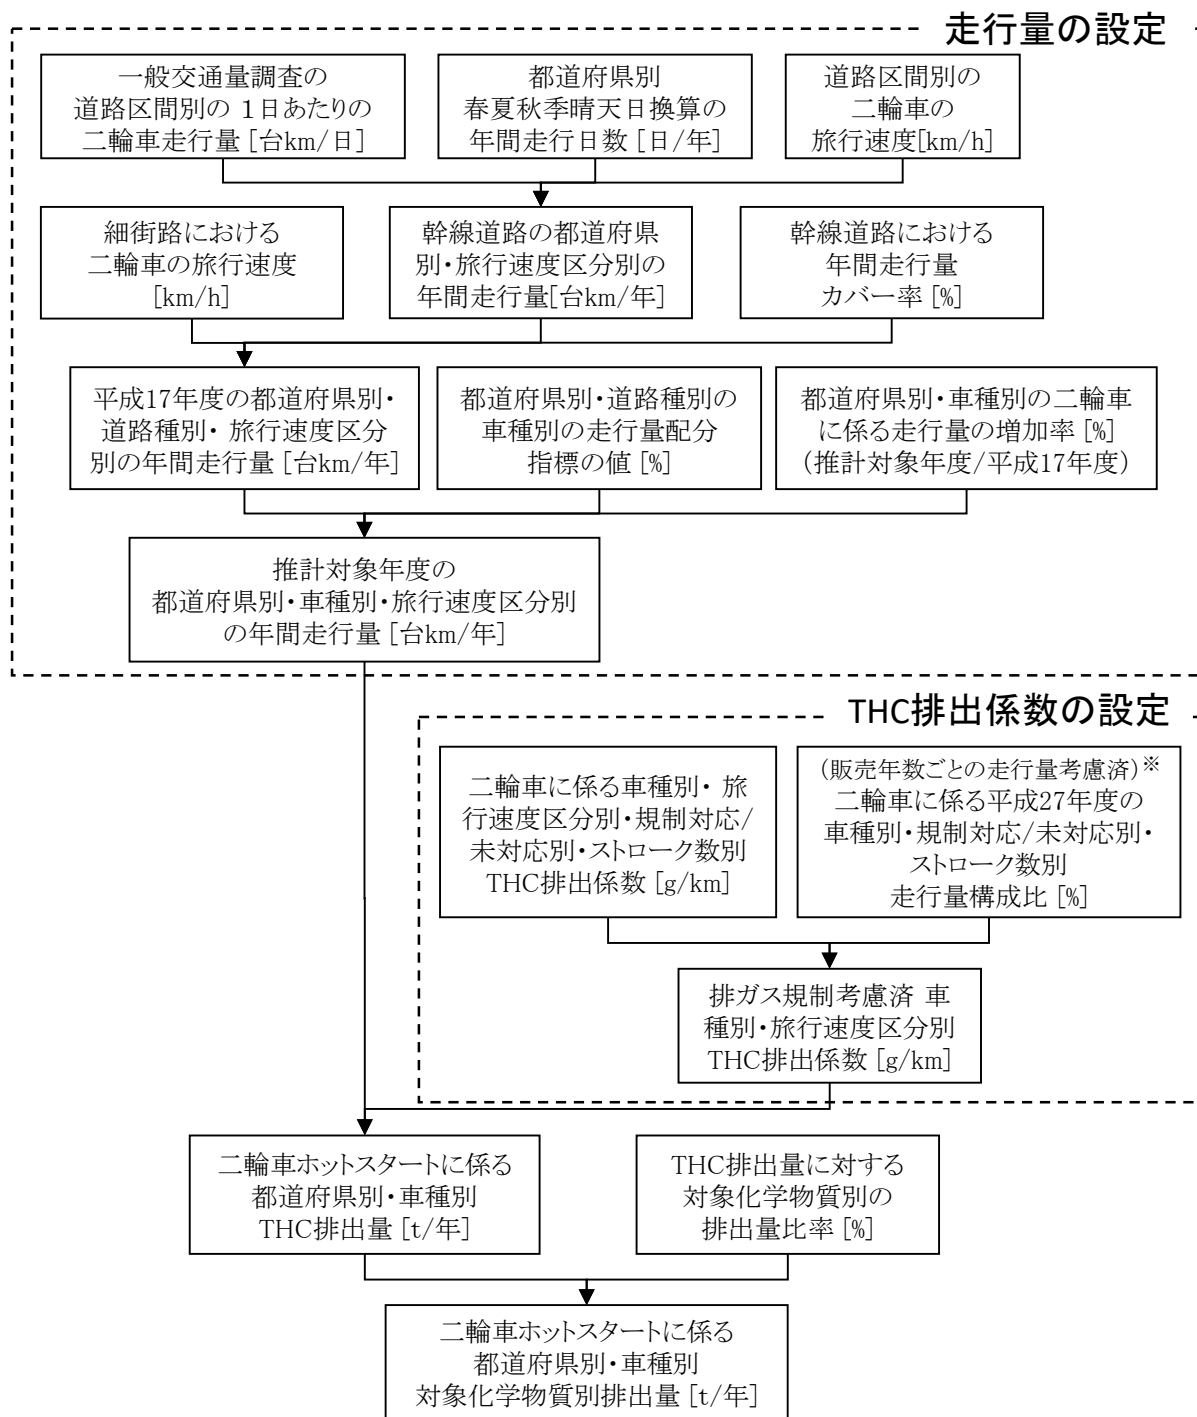 走行量の設定
一般交通量調査の
道路区間別の 1日あたりの
二輪車走行量 [台km/日]
都道府県別
春夏秋季晴天日換算の
年間走行日数 [日/年]
道路区間別の
二輪車の
旅行速度[km/h]
細街路における
二輪車の旅行速度
[km/h]
幹線道路の都道府県
別・旅行速度区分別の
年間走行量[台km/年]
幹線道路における
年間走行量
カバー率 [%]
平成17年度の都道府県別・
道路種別・ 旅行速度区分
別の年間走行量 [台km/年]
都道府県別・道路種別の
車種別の走行量配分
指標の値 [%]
都道府県別・車種別の二輪車
に係る走行量の増加率 [%]
(推計対象年度/平成17年度)
推計対象年度の
都道府県別・車種別・旅行速度区分別
の年間走行量 [台km/年]
THC排出係数の設定
二輪車に係る車種別・ 旅
行速度区分別・規制対応/
未対応別・ストローク数別
THC排出係数 [g/km]
(販売年数ごとの走行量考慮済)※
二輪車に係る平成27年度の
車種別・規制対応/未対応別・
ストローク数別
走行量構成比 [%]
排ガス規制考慮済 車
種別・旅行速度区分別
THC排出係数 [g/km]
二輪車ホットスタートに係る
都道府県別・車種別
THC排出量 [t/年]
THC排出量に対する
対象化学物質別の
排出量比率 [%]
二輪車ホットスタートに係る
都道府県別・車種別
対象化学物質別排出量 [t/年]